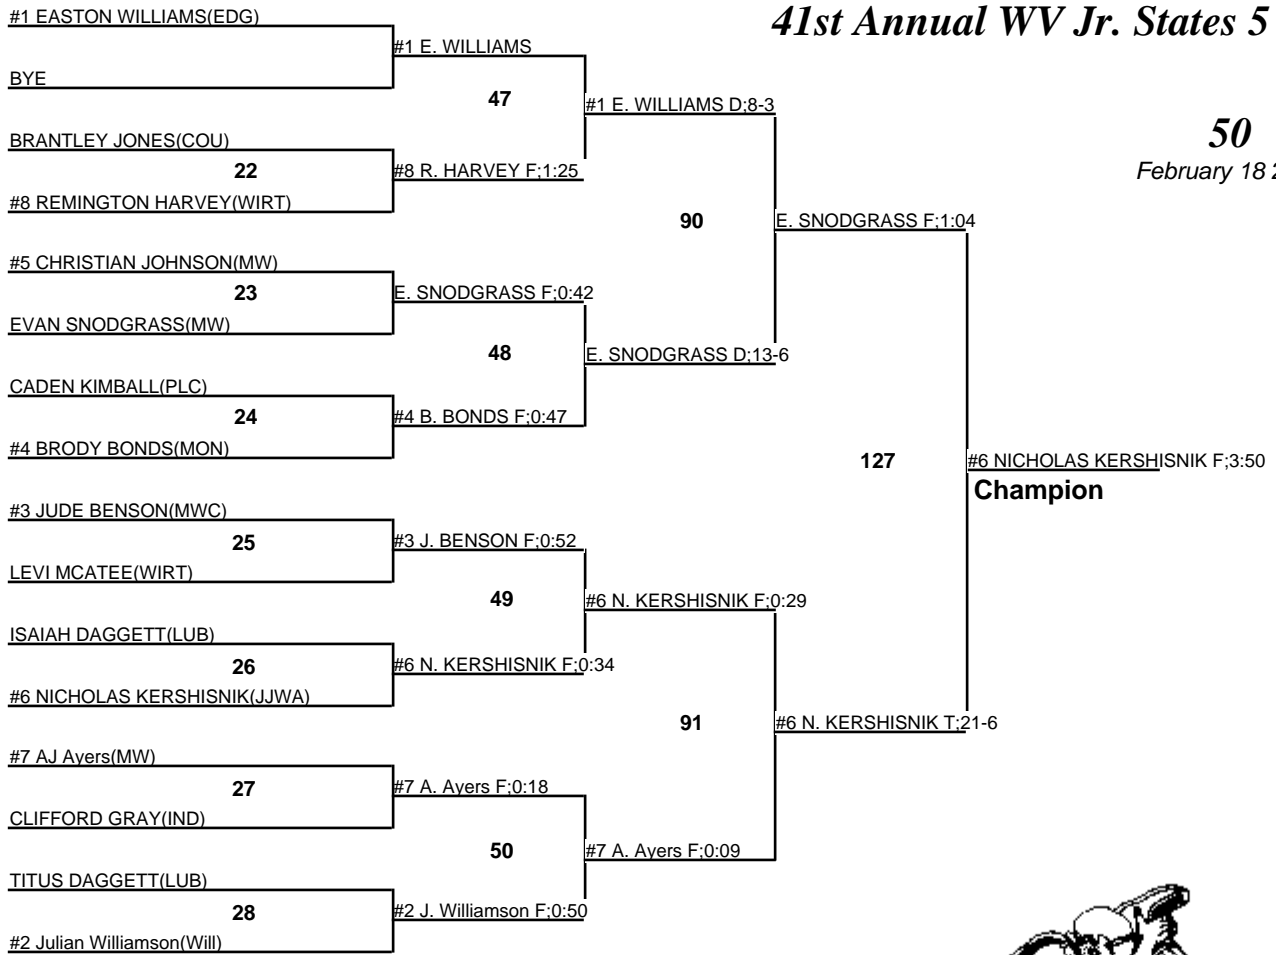 41st Annual WV Jr. States 5
50
February 18 2
#1 EASTON WILLIAMS(EDG)
BYE
BRANTLEY JONES(COU)
22
#8 REMINGTON HARVEY(WIRT)
#5 CHRISTIAN JOHNSON(MW)
23
EVAN SNODGRASS(MW)
CADEN KIMBALL(PLC)
24
#4 BRODY BONDS(MON)
#3 JUDE BENSON(MWC)
25
LEVI MCATEE(WIRT)
ISAIAH DAGGETT(LUB)
26
#6 NICHOLAS KERSHISNIK(JJWA)
#7 AJ Ayers(MW)
27
CLIFFORD GRAY(IND)
TITUS DAGGETT(LUB)
28
#2 Julian Williamson(Will)
#1 E. WILLIAMS
47
#8 R. HARVEY F;1:25
E. SNODGRASS F;0:42
48
#4 B. BONDS F;0:47
#3 J. BENSON F;0:52
49
#6 N. KERSHISNIK F;0:34
#7 A. Ayers F;0:18
50
#2 J. Williamson F;0:50
#1 E. WILLIAMS D;8-3
90
E. SNODGRASS D;13-6
#6 N. KERSHISNIK F;0:29
91
#7 A. Ayers F;0:09
E. SNODGRASS F;1:04
127
#6 N. KERSHISNIK T;21-6
#6 NICHOLAS KERSHISNIK F;3:50
Champion